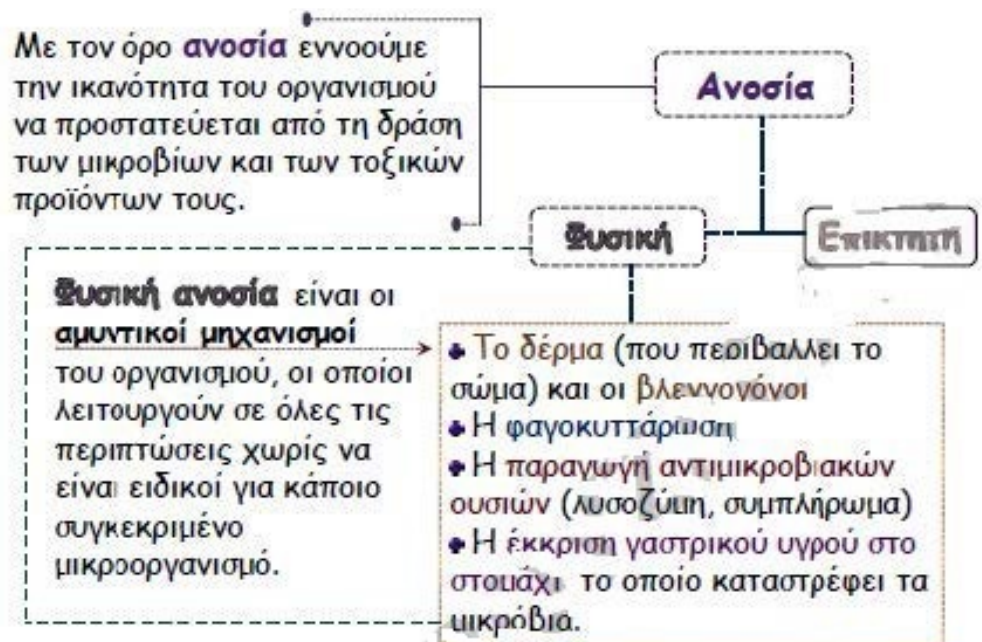 Με τον όρο ανοσία εννοούμε
την ικανότητα του οργανισμού
να προστατεύεται από τη δράση
των μικροβίων και των τοξικών
προϊόντων τους.
Ανοσία
Φυσική
Επικτητή
Φυσική ανοσία είναι οι
αμυντικοί μηχανισμοί
του οργανισμού, οι οποίοι
λειτουργούν σε όλες τις
περιπτώσεις χωρίς να
είναι ειδικοί για κάποιο
συγκεκριμένο
μικροοργανισμό.
Το δέρμα (που περιβαλλει το
σώμα) και οι βλεννογόνοι
Η φαγοκυττάρωση
Η παραγωγή αντιμικροβιακών
ουσιών (λυσοζύμη, συμπλήρωμα)
Η έκκριση γαστρικού υγρού στο
στομάχι το οποίο καταστρέφει τα
μικρόβια.